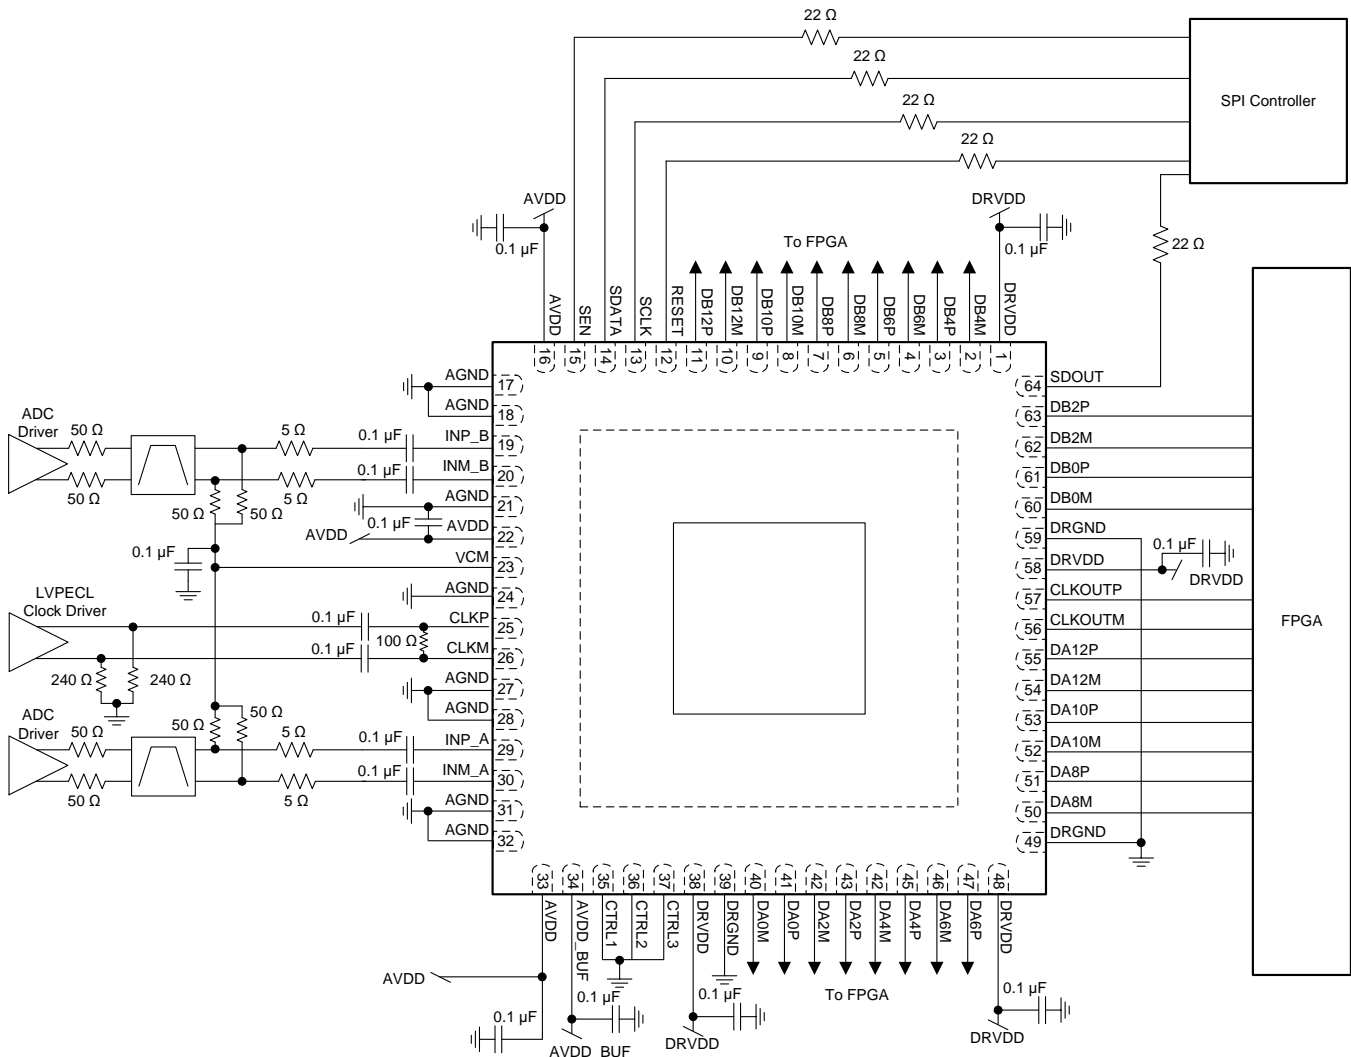 22 Ω
22 Ω
22 Ω
22 Ω
22 Ω
SPI Controller
AVDD
0.1 µF
DRVDD
0.1 µF
To FPGA
AVDD
SEN
SDATA
SCLK
RESET
DB12P
DB12M
DB10P
DB10M
DB8P
DB8M
DB6P
DB6M
DB4P
DB4M
DRVDD
16
15
14
13
12
11
10
9
8
7
6
5
4
3
2
1
AGND
17
AGND
18
ADC
Driver
50 Ω
50 Ω
5 Ω
5 Ω
0.1 µF
0.1 µF
INP_B
19
INM_B
20
50 Ω
50 Ω
AGND
21
0.1 µF
AVDD
AVDD
22
0.1 µF
VCM
23
AGND
24
LVPECL
Clock Driver
0.1 µF
0.1 µF
100 Ω
CLKP
25
CLKM
26
240 Ω
240 Ω
AGND
27
AGND
28
ADC
Driver
50 Ω
50 Ω
50 Ω
50 Ω
5 Ω
5 Ω
0.1 µF
0.1 µF
INP_A
29
INM_A
30
AGND
31
AGND
32
64
SDOUT
63
DB2P
62
DB2M
61
DB0P
60
DB0M
59
DRGND
58
DRVDD
0.1 µF
DRVDD
57
CLKOUTP
56
CLKOUTM
55
DA12P
54
DA12M
53
DA10P
52
DA10M
51
DA8P
50
DA8M
49
DRGND
FPGA
33
34
35
36
37
38
39
40
41
42
43
42
45
46
47
48
AVDD
AVDD_BUF
CTRL1
CTRL2
CTRL3
DRVDD
DRGND
DA0M
DA0P
DA2M
DA2P
DA4M
DA4P
DA6M
DA6P
DRVDD
AVDD
0.1 µF
0.1 µF
AVDD_BUF
0.1 µF
DRVDD
To FPGA
0.1 µF
DRVDD